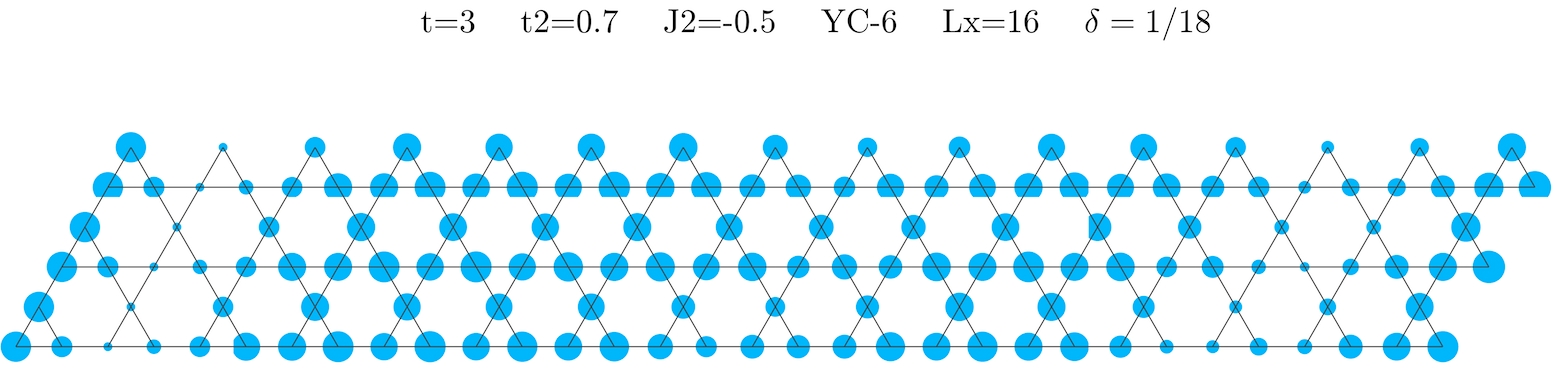 t=3 t2=0.7 J2=-0.5 YC-6 Lx=16 δ = 1/18